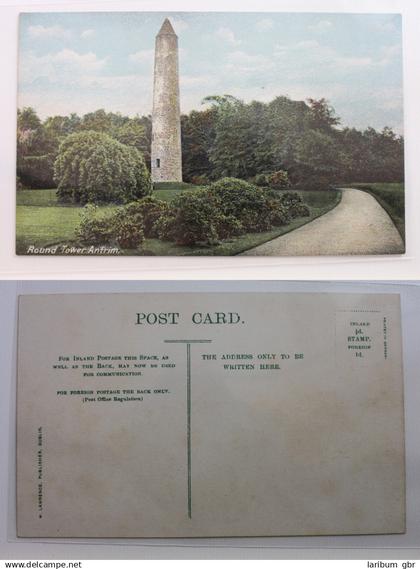 Round Tower Antrim.
POST CARD.
FOR INLAND POSTAGE THIS SPACE, AS
WELL AS THE BACK, MAY NOW BE USED
FOR COMMUNICATION.
FOR FOREIGN POSTAGE THE BACK ONLY.
(Post Office Regulation)
THE ADDRESS ONLY TO BE
WRITTEN HERE.
INLAND
½d.
STAMP.
FOREIGN
1d.
W. LAWRENCE, PUBLISHER, DUBLIN.
www.delcampe.net laribum gbr